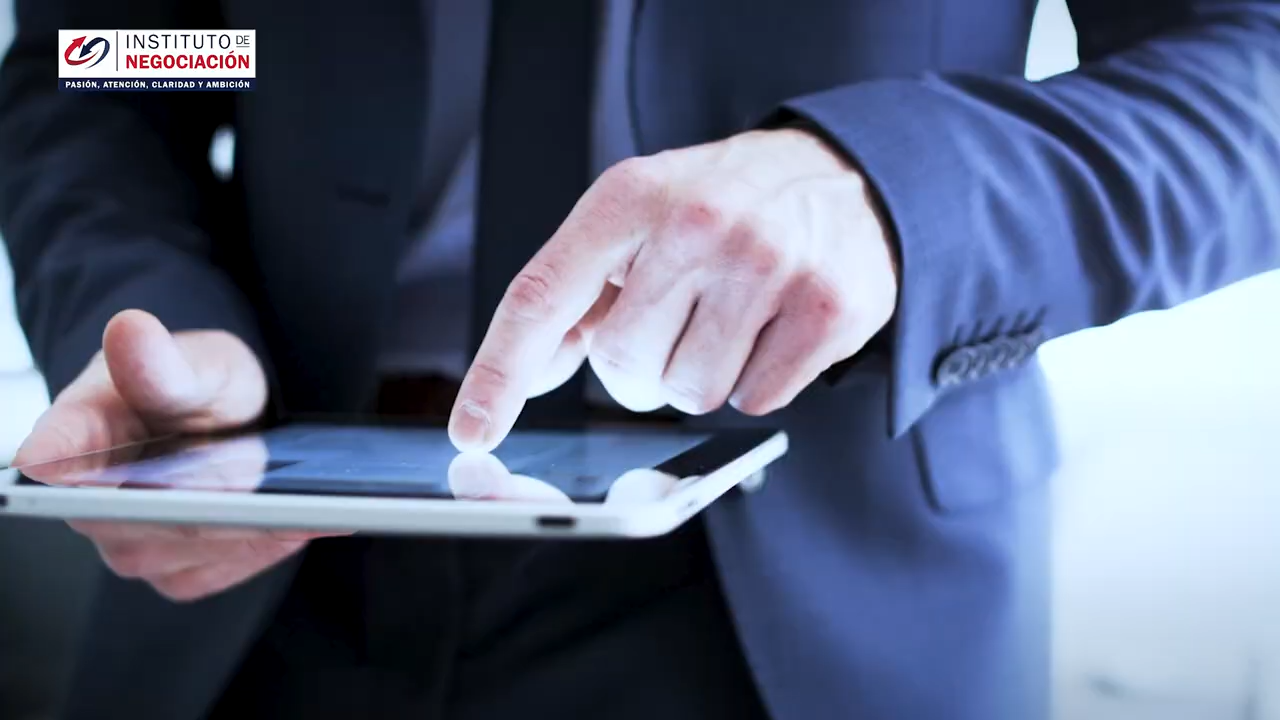 INSTITUTO DE
NEGOCIACIÓN
PASIÓN, ATENCIÓN, CLARIDAD Y AMBICIÓN